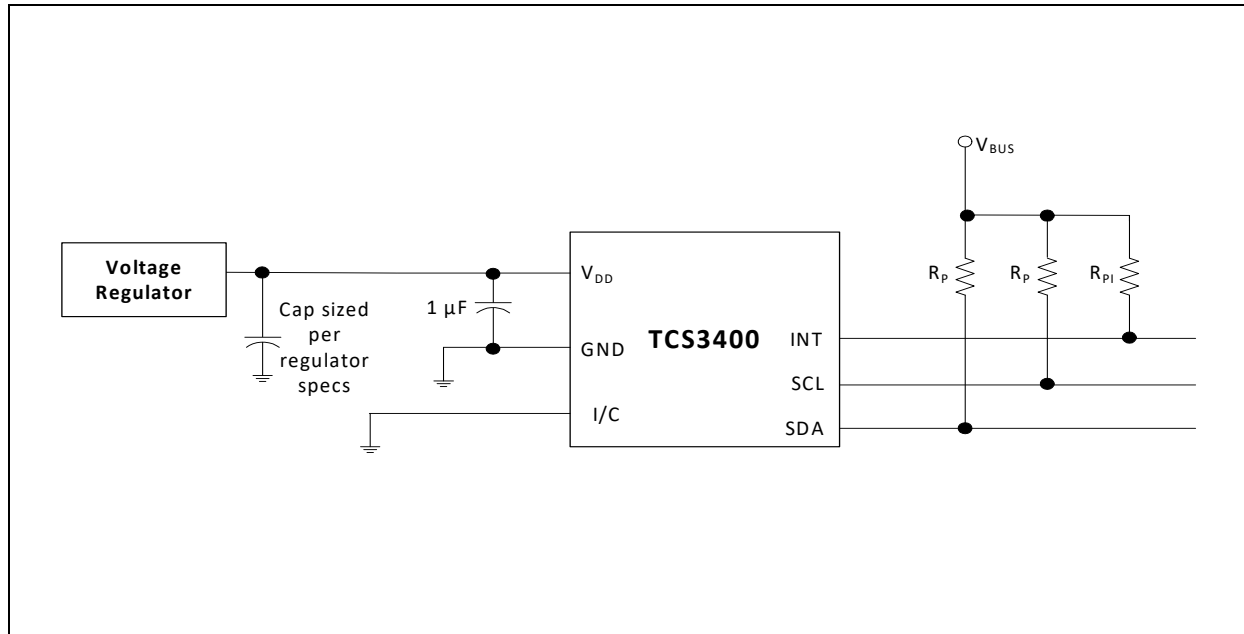 V_BUS
Voltage
Regulator
V_DD
R_P
R_P
R_PI
Cap sized
per
regulator
specs
1 µF
GND
TCS3400
INT
SCL
I/C
SDA